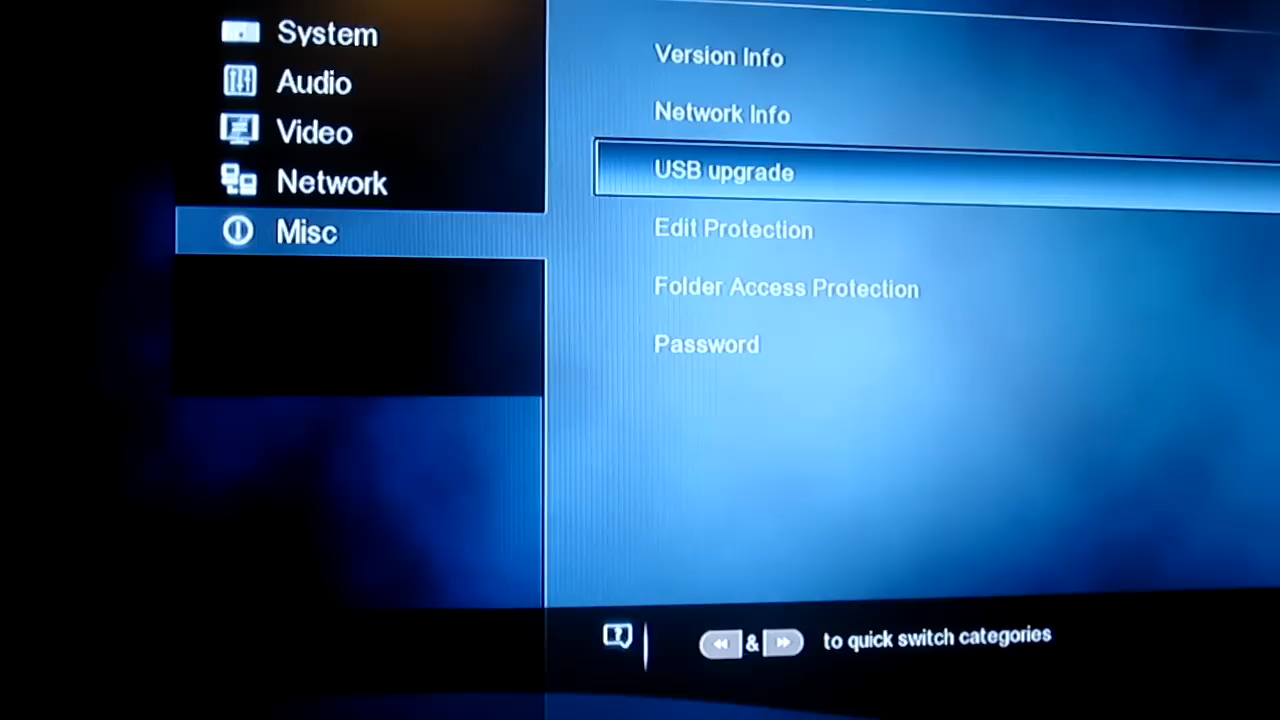 System
Audio
Video
Network
Misc
Version Info
Network Info
USB upgrade
Edit Protection
Folder Access Protection
Password
& to quick switch categories